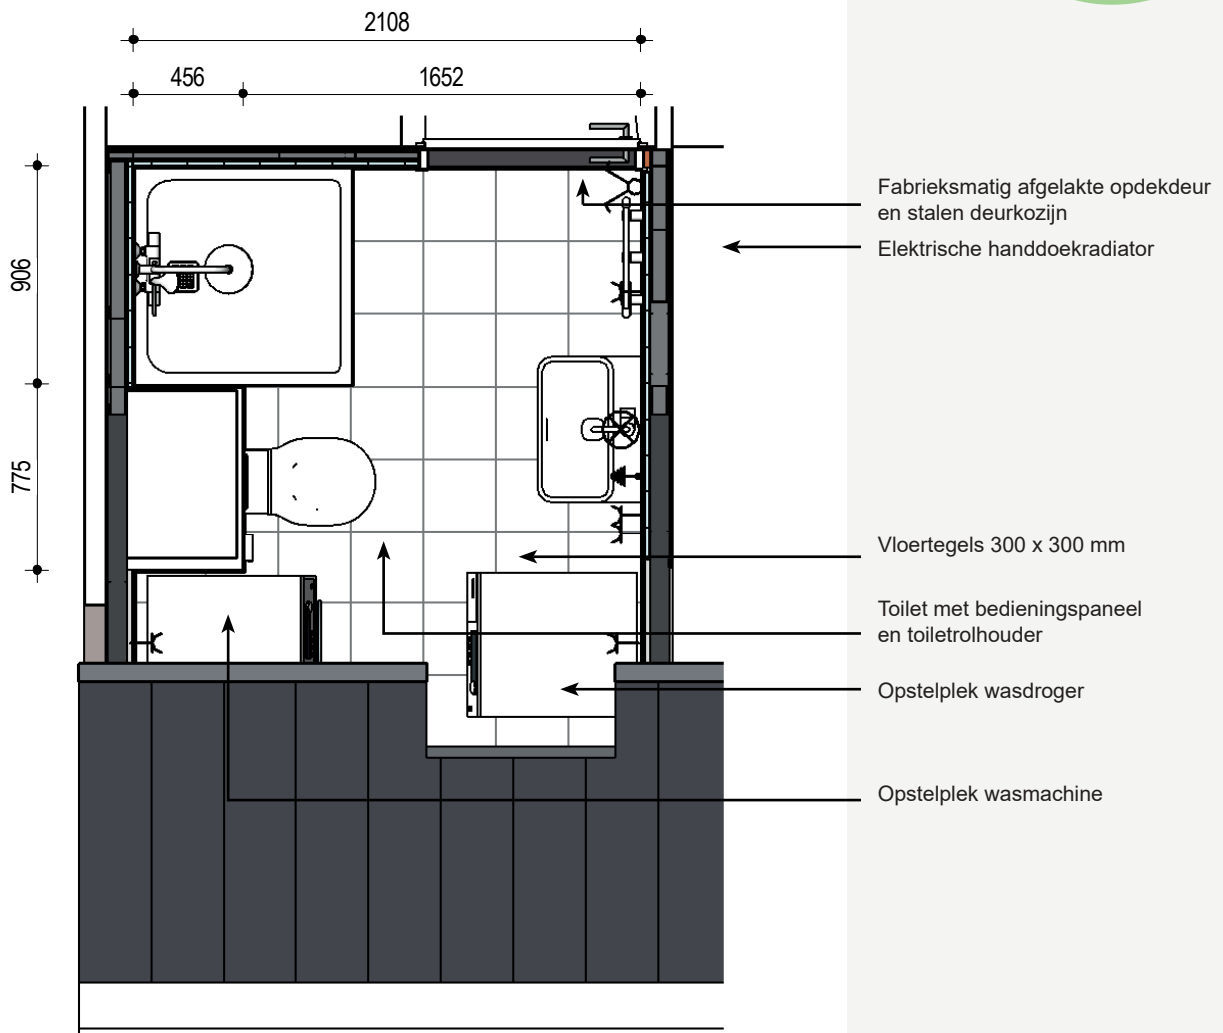 2108
456
1652
906
775
Fabrieksmatig afgelakte opdekdeur
en stalen deurkozijn
Elektrische handdoekradiator
Vloertegels 300 x 300 mm
Toilet met bedieningspaneel
en toiletrolhouder
Opstelplek wasdroger
Opstelplek wasmachine